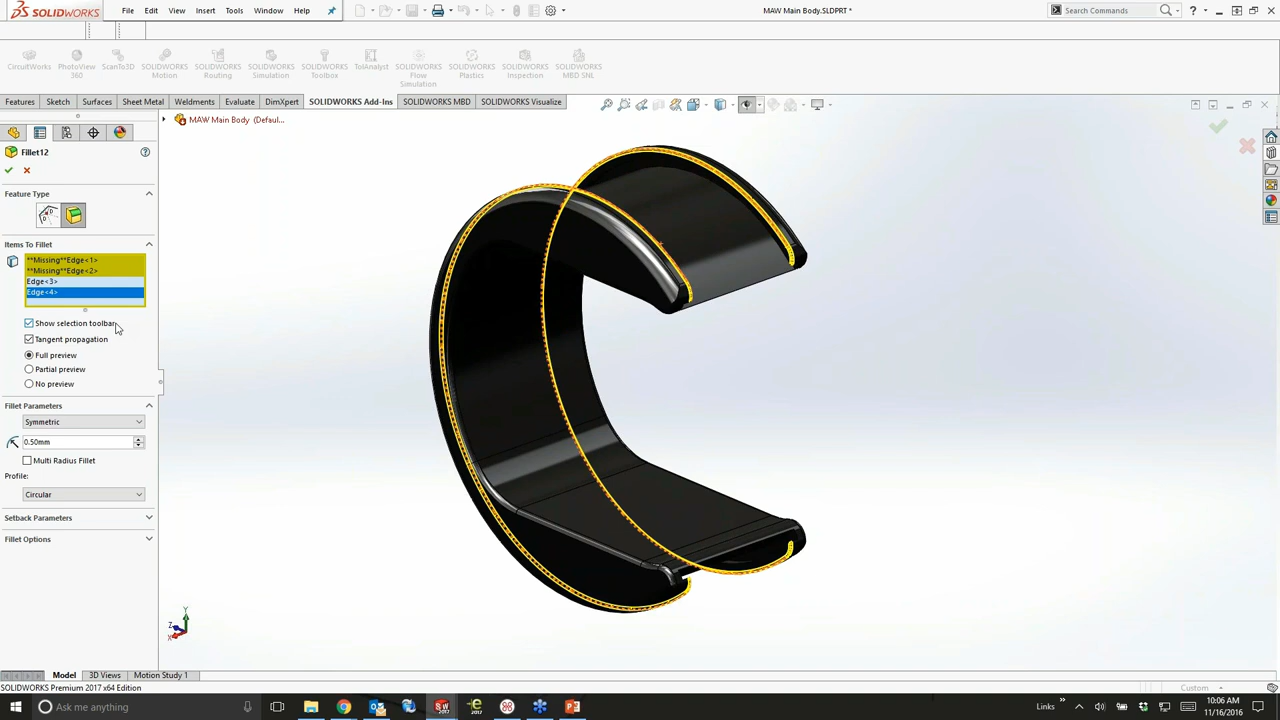 SOLIDWORKS
File Edit View Insert Tools Window Help
MAW Main Body.SLDPRT *
Search Commands
CircuitWorks
PhotoView 360
ScanTo3D
SOLIDWORKS Motion
SOLIDWORKS Routing
SOLIDWORKS Simulation
SOLIDWORKS Toolbox
TolAnalyst
SOLIDWORKS Flow Simulation
SOLIDWORKS Plastics
SOLIDWORKS Inspection
SOLIDWORKS MBD SNL
Features Sketch Surfaces Sheet Metal Weldments Evaluate DimXpert SOLIDWORKS Add-Ins SOLIDWORKS MBD SOLIDWORKS Visualize
MAW Main Body (Defaul...
Fillet12
Feature Type
Items To Fillet
**Missing**Edge<1>
**Missing**Edge<2>
Edge<3>
Edge<4>
Show selection toolbar
Tangent propagation
Full preview
Partial preview
No preview
Fillet Parameters
Symmetric
0.50mm
Multi Radius Fillet
Profile:
Circular
Setback Parameters
Fillet Options
Y
Z
X
Model 3D Views Motion Study 1
SOLIDWORKS Premium 2017 x64 Edition
Custom
Ask me anything
Links
10:06 AM
11/16/2016